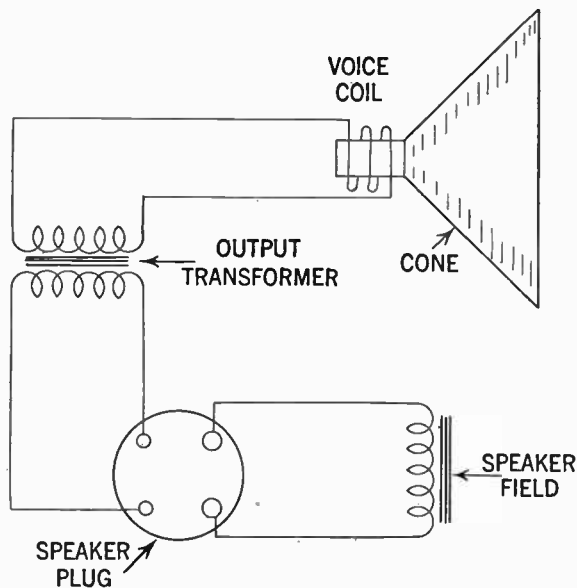 VOICE
COIL
OUTPUT
TRANSFORMER
CONE
SPEAKER
FIELD
SPEAKER
PLUG